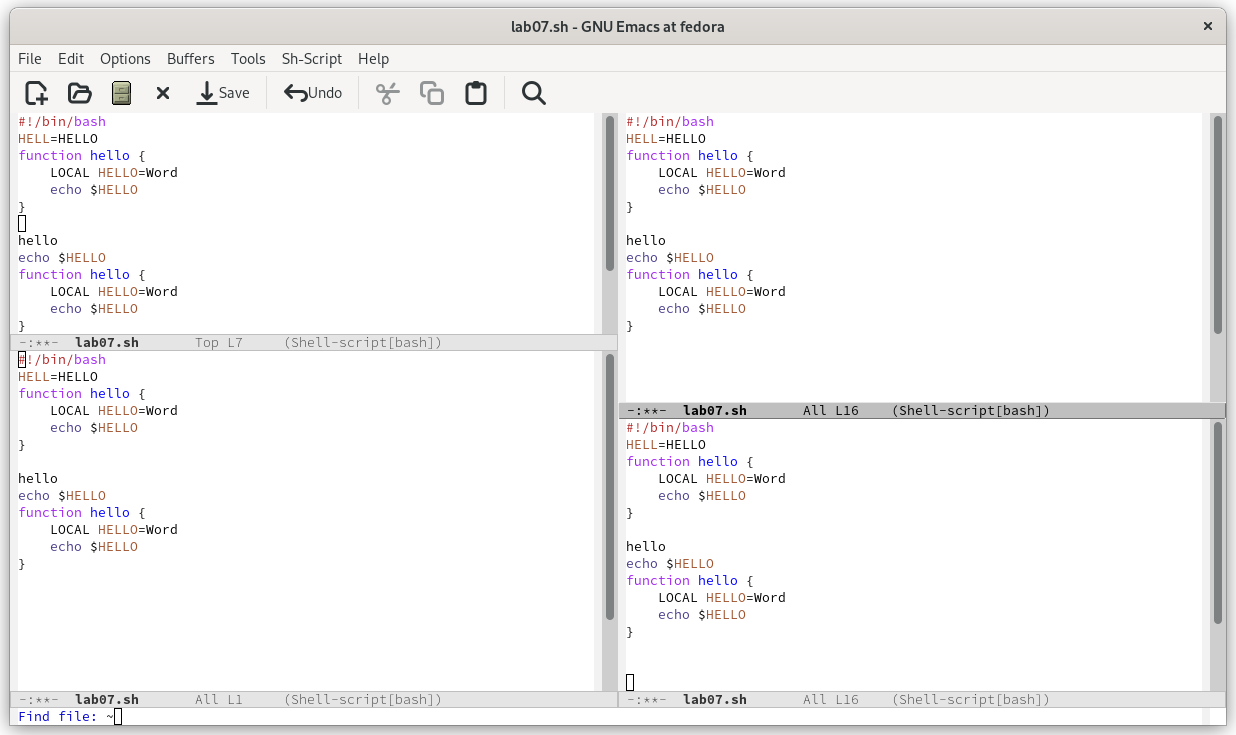 lab07.sh - GNU Emacs at fedora
File Edit Options Buffers Tools Sh-Script Help
Save Undo
#!/bin/bash
HELL=HELLO
function hello {
    LOCAL HELLO=Word
    echo $HELLO
}

hello
echo $HELLO
function hello {
    LOCAL HELLO=Word
    echo $HELLO
}
-:**-  lab07.sh       Top L7     (Shell-script[bash])
#!/bin/bash
HELL=HELLO
function hello {
    LOCAL HELLO=Word
    echo $HELLO
}

hello
echo $HELLO
function hello {
    LOCAL HELLO=Word
    echo $HELLO
}
-:**-  lab07.sh       All L1     (Shell-script[bash])
#!/bin/bash
HELL=HELLO
function hello {
    LOCAL HELLO=Word
    echo $HELLO
}

hello
echo $HELLO
function hello {
    LOCAL HELLO=Word
    echo $HELLO
}
-:**-  lab07.sh       All L16    (Shell-script[bash])
#!/bin/bash
HELL=HELLO
function hello {
    LOCAL HELLO=Word
    echo $HELLO
}

hello
echo $HELLO
function hello {
    LOCAL HELLO=Word
    echo $HELLO
}
-:**-  lab07.sh       All L16    (Shell-script[bash])
Find file: ~